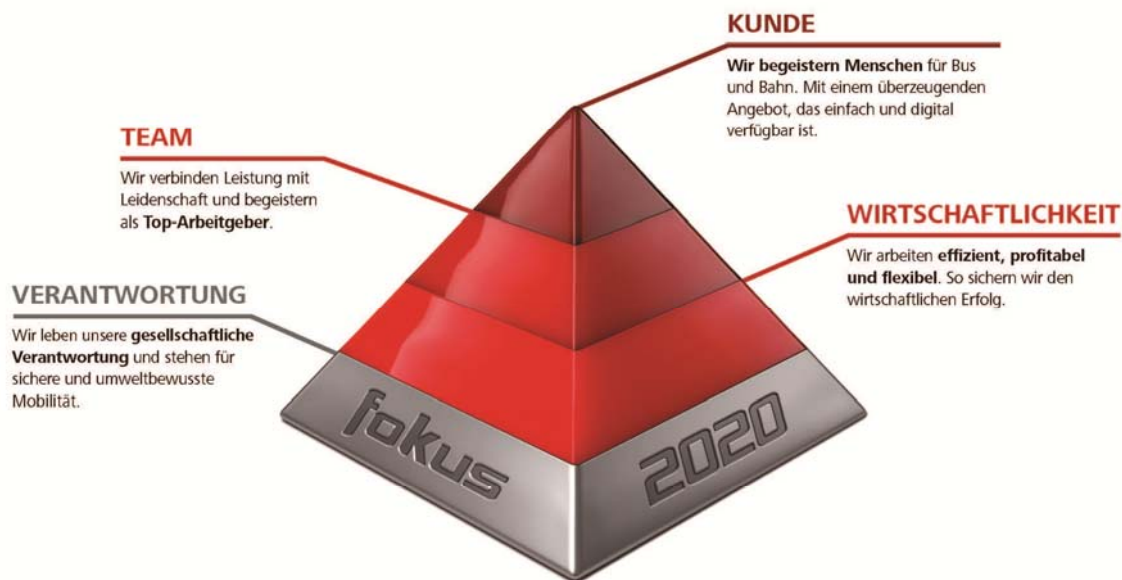 KUNDE
Wir begeistern Menschen für Bus
und Bahn. Mit einem überzeugenden
Angebot, das einfach und digital
verfügbar ist.
TEAM
Wir verbinden Leistung mit
Leidenschaft und begeistern
als Top-Arbeitgeber.
WIRTSCHAFTLICHKEIT
Wir arbeiten effizient, profitabel
und flexibel. So sichern wir den
wirtschaftlichen Erfolg.
VERANTWORTUNG
Wir leben unsere gesellschaftliche
Verantwortung und stehen für
sichere und umweltbewusste
Mobilität.
fokus
2020